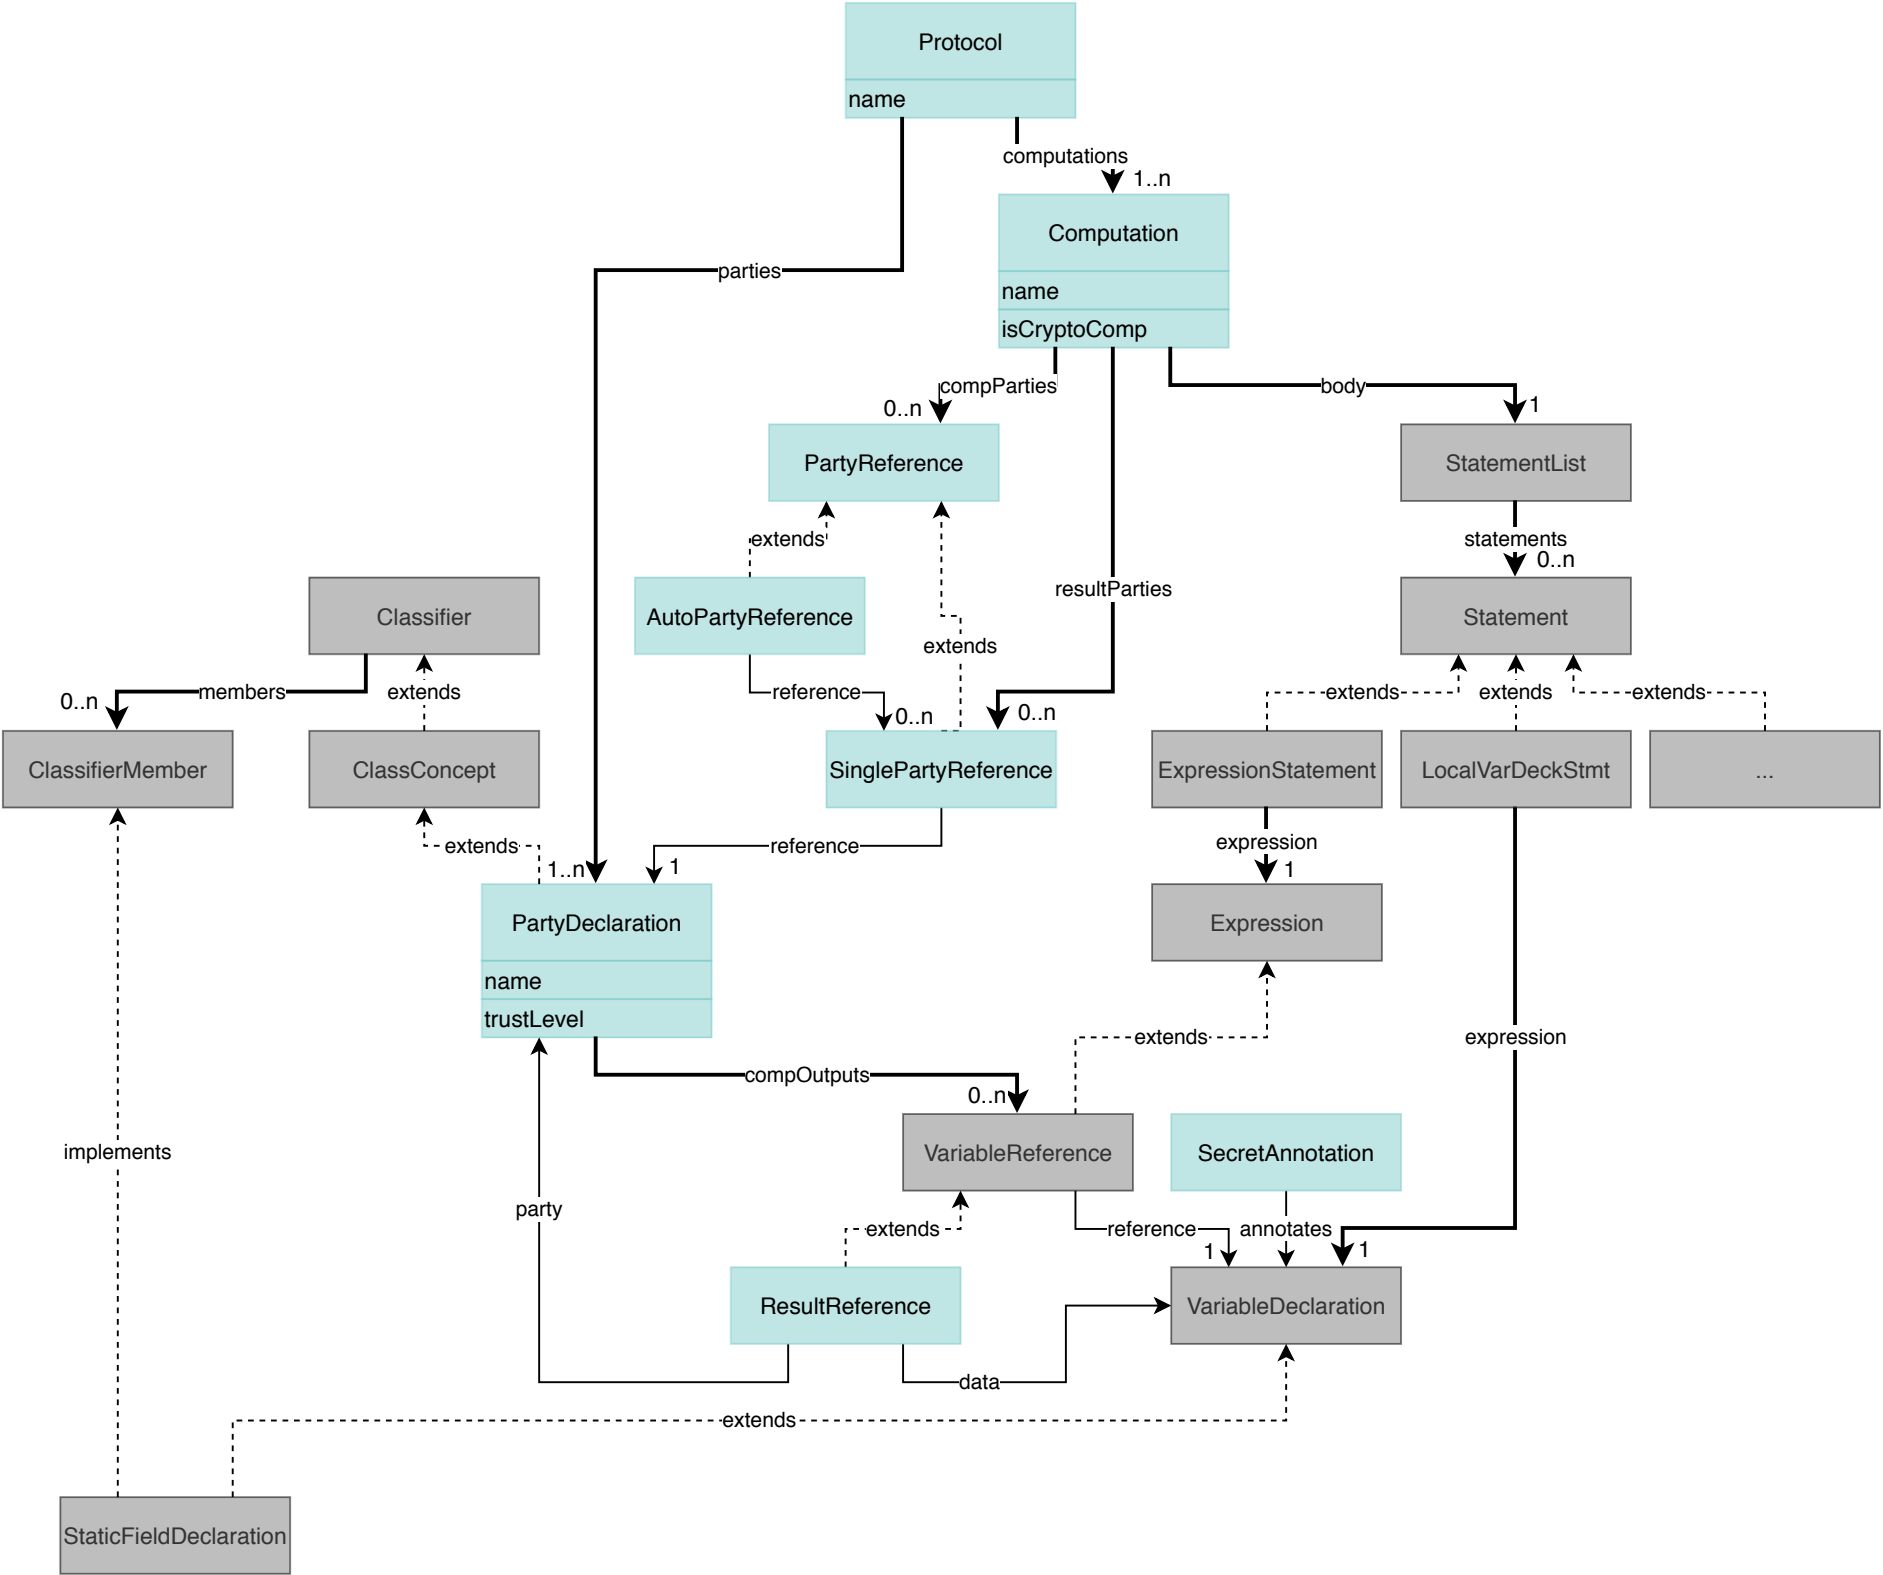 Protocol
name
computations
1..n
Computation
parties
name
isCryptoComp
compParties
body
0..n
1
PartyReference
StatementList
extends
statements
0..n
resultParties
Classifier
AutoPartyReference
Statement
extends
members
extends
reference
extends
extends
extends
0..n
0..n
0..n
ClassifierMember
ClassConcept
SinglePartyReference
ExpressionStatement
LocalVarDeckStmt
...
extends
reference
expression
1..n
1
1
PartyDeclaration
Expression
name
trustLevel
extends
expression
compOutputs
0..n
implements
VariableReference
SecretAnnotation
party
extends
reference
annotates
1
1
ResultReference
VariableDeclaration
data
extends
StaticFieldDeclaration